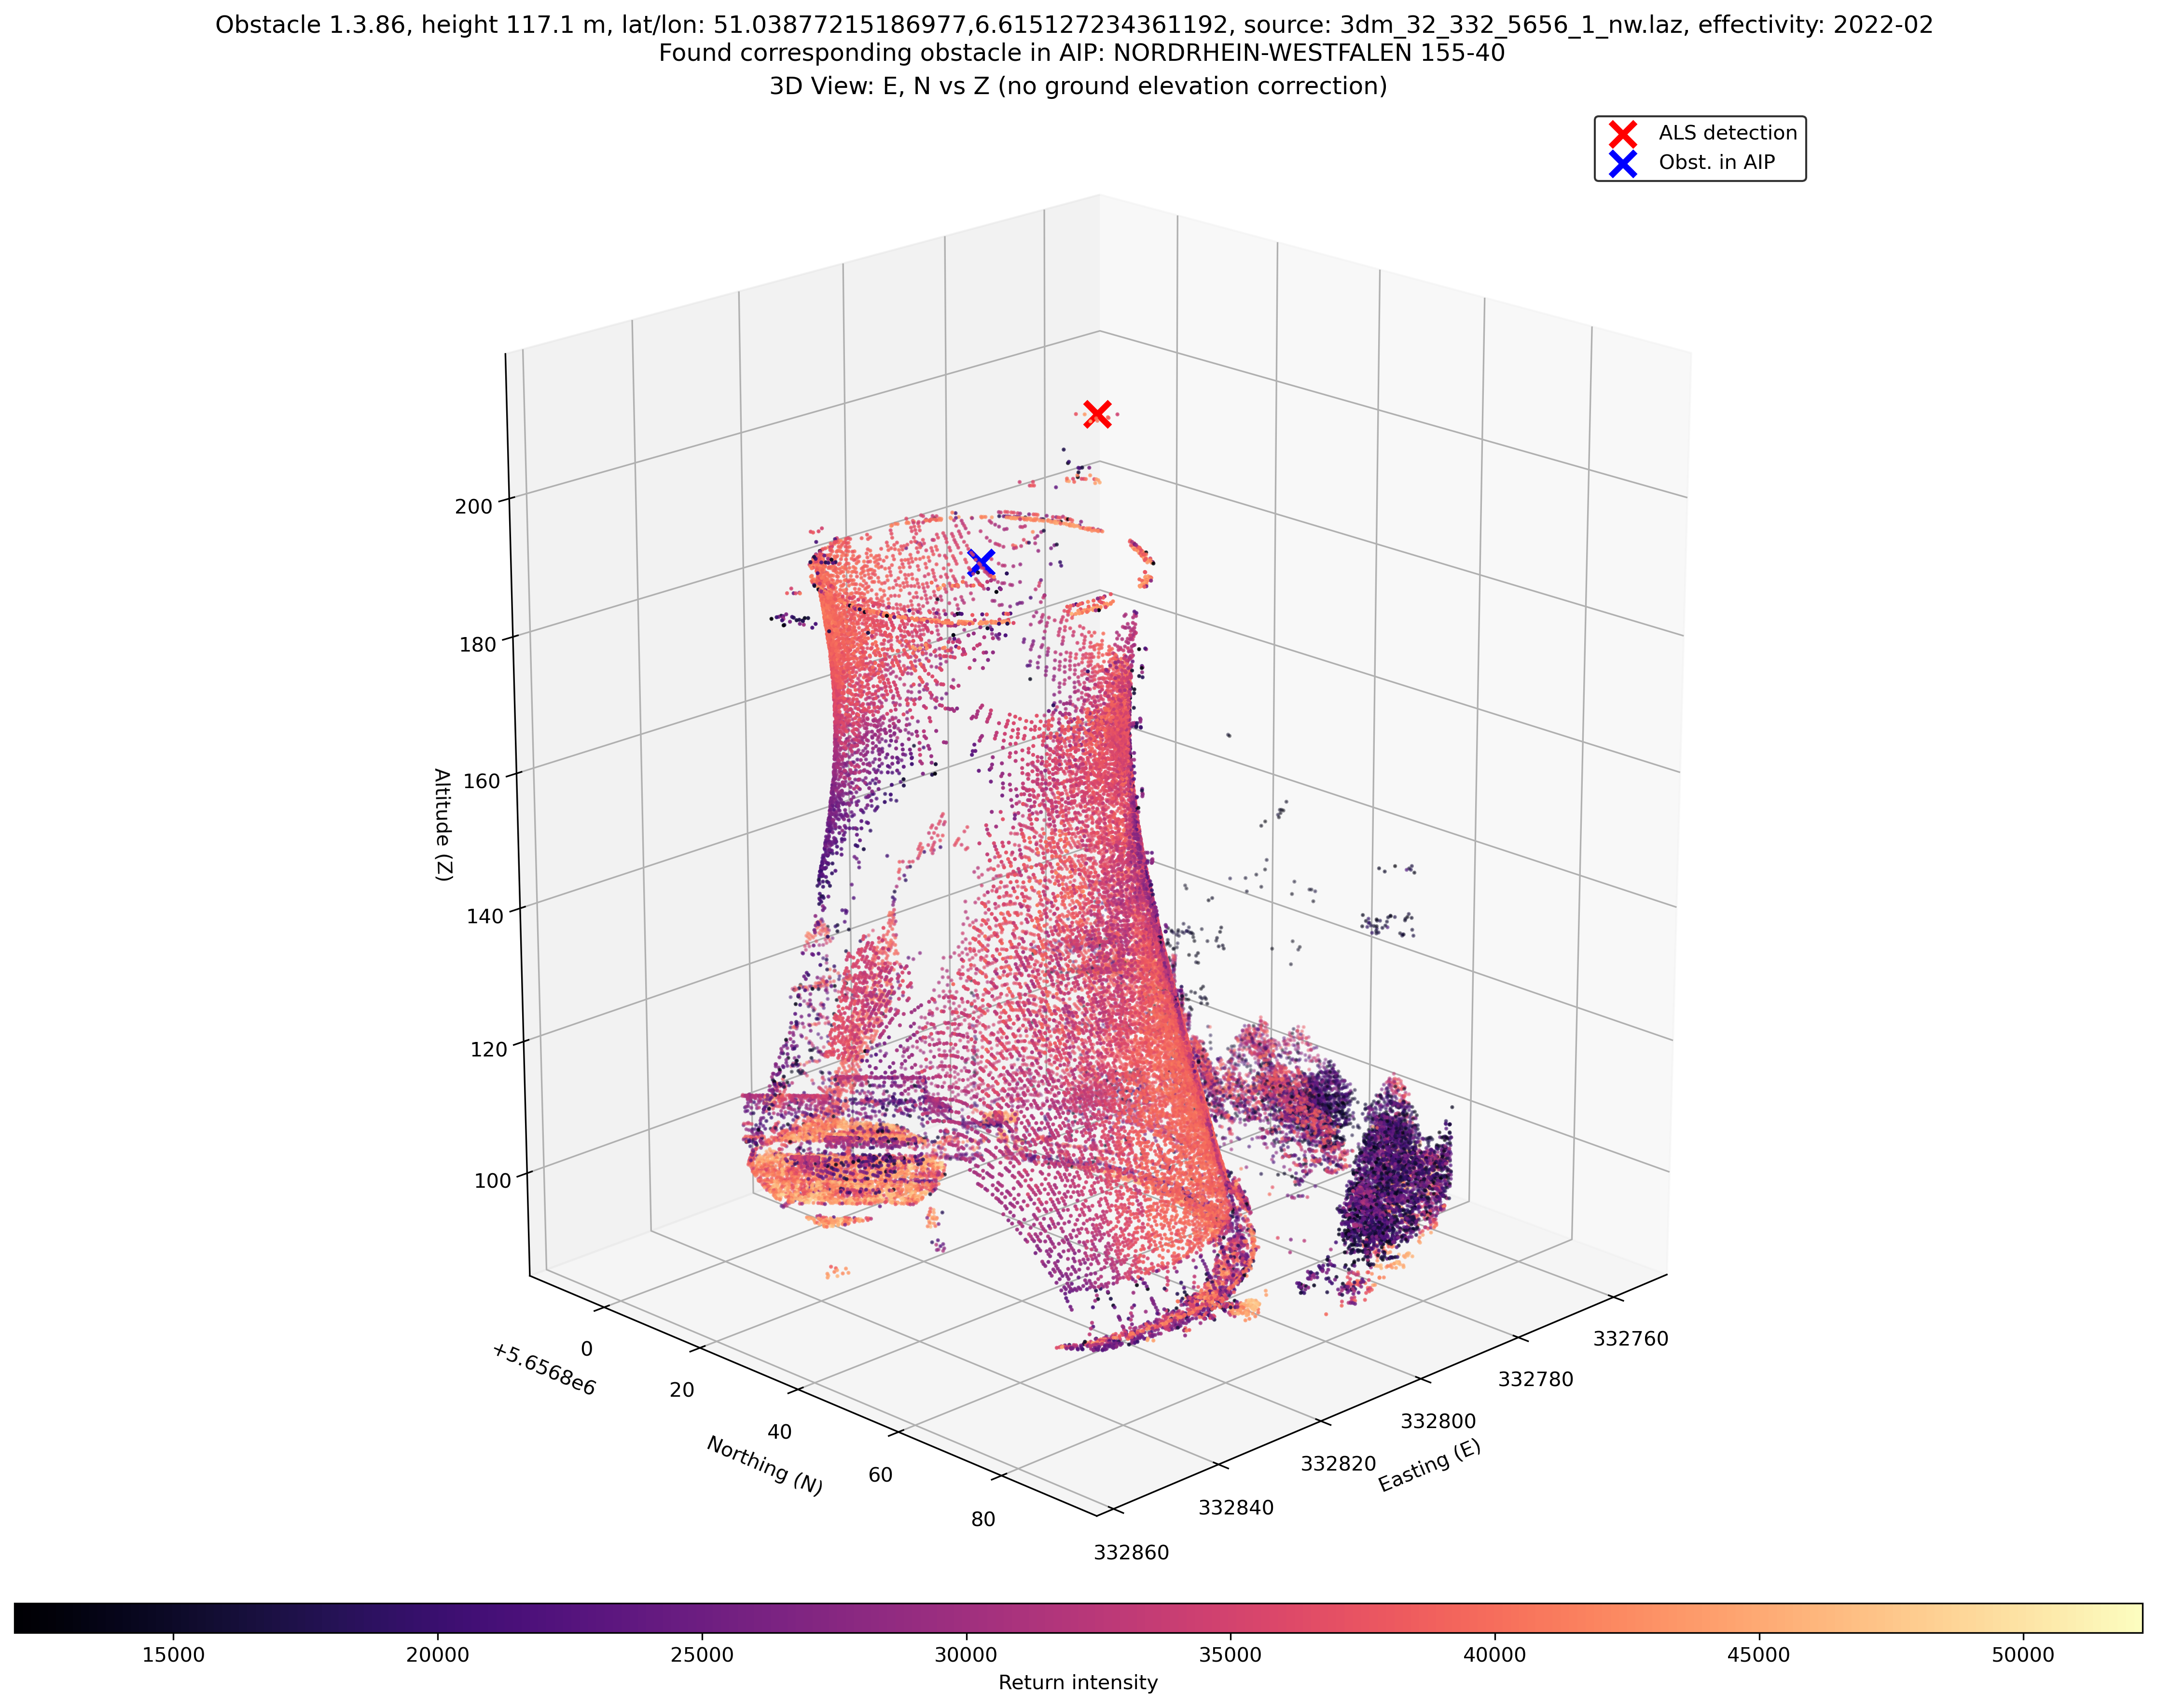 Obstacle 1.3.86, height 117.1 m, lat/lon: 51.03877215186977,6.615127234361192, source: 3dm_32_332_5656_1_nw.laz, effectivity: 2022-02
Found corresponding obstacle in AIP: NORDRHEIN-WESTFALEN 155-40
3D View: E, N vs Z (no ground elevation correction)
ALS detection
Obst. in AIP
200
180
160
140
120
100
Altitude (Z)
0
20
40
60
80
+5.6568e6
Northing (N)
332760
332780
332800
332820
332840
332860
Easting (E)
15000 20000 25000 30000 35000 40000 45000 50000
Return intensity